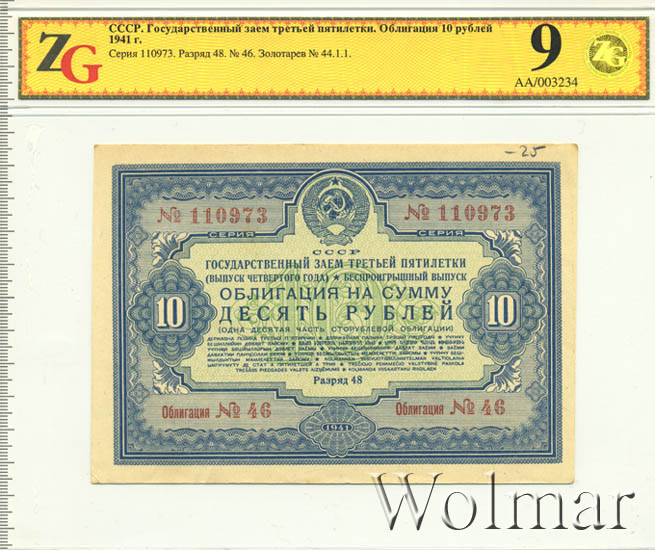 СССР. Государственный заем третьей пятилетки. Облигация 10 рублей
1941 г.
Серия 110973. Разряд 48. № 46. Золотарев № 44.1.1.
ZG
9
ZG
AA/003234
-25
№ 110973
№ 110973
СЕРИЯ
СЕРИЯ
СССР
ГОСУДАРСТВЕННЫЙ ЗАЕМ ТРЕТЬЕЙ ПЯТИЛЕТКИ
(ВЫПУСК ЧЕТВЕРТОГО ГОДА) ★ БЕСПРОИГРЫШНЫЙ ВЫПУСК
ОБЛИГАЦИЯ НА СУММУ
10 ДЕСЯТЬ РУБЛЕЙ 10
(ОДНА ДЕСЯТАЯ ЧАСТЬ СТОРУБЛЕВОЙ ОБЛИГАЦИИ)
Разряд 48
Облигация № 46
Облигация № 46
1941
Wolmar